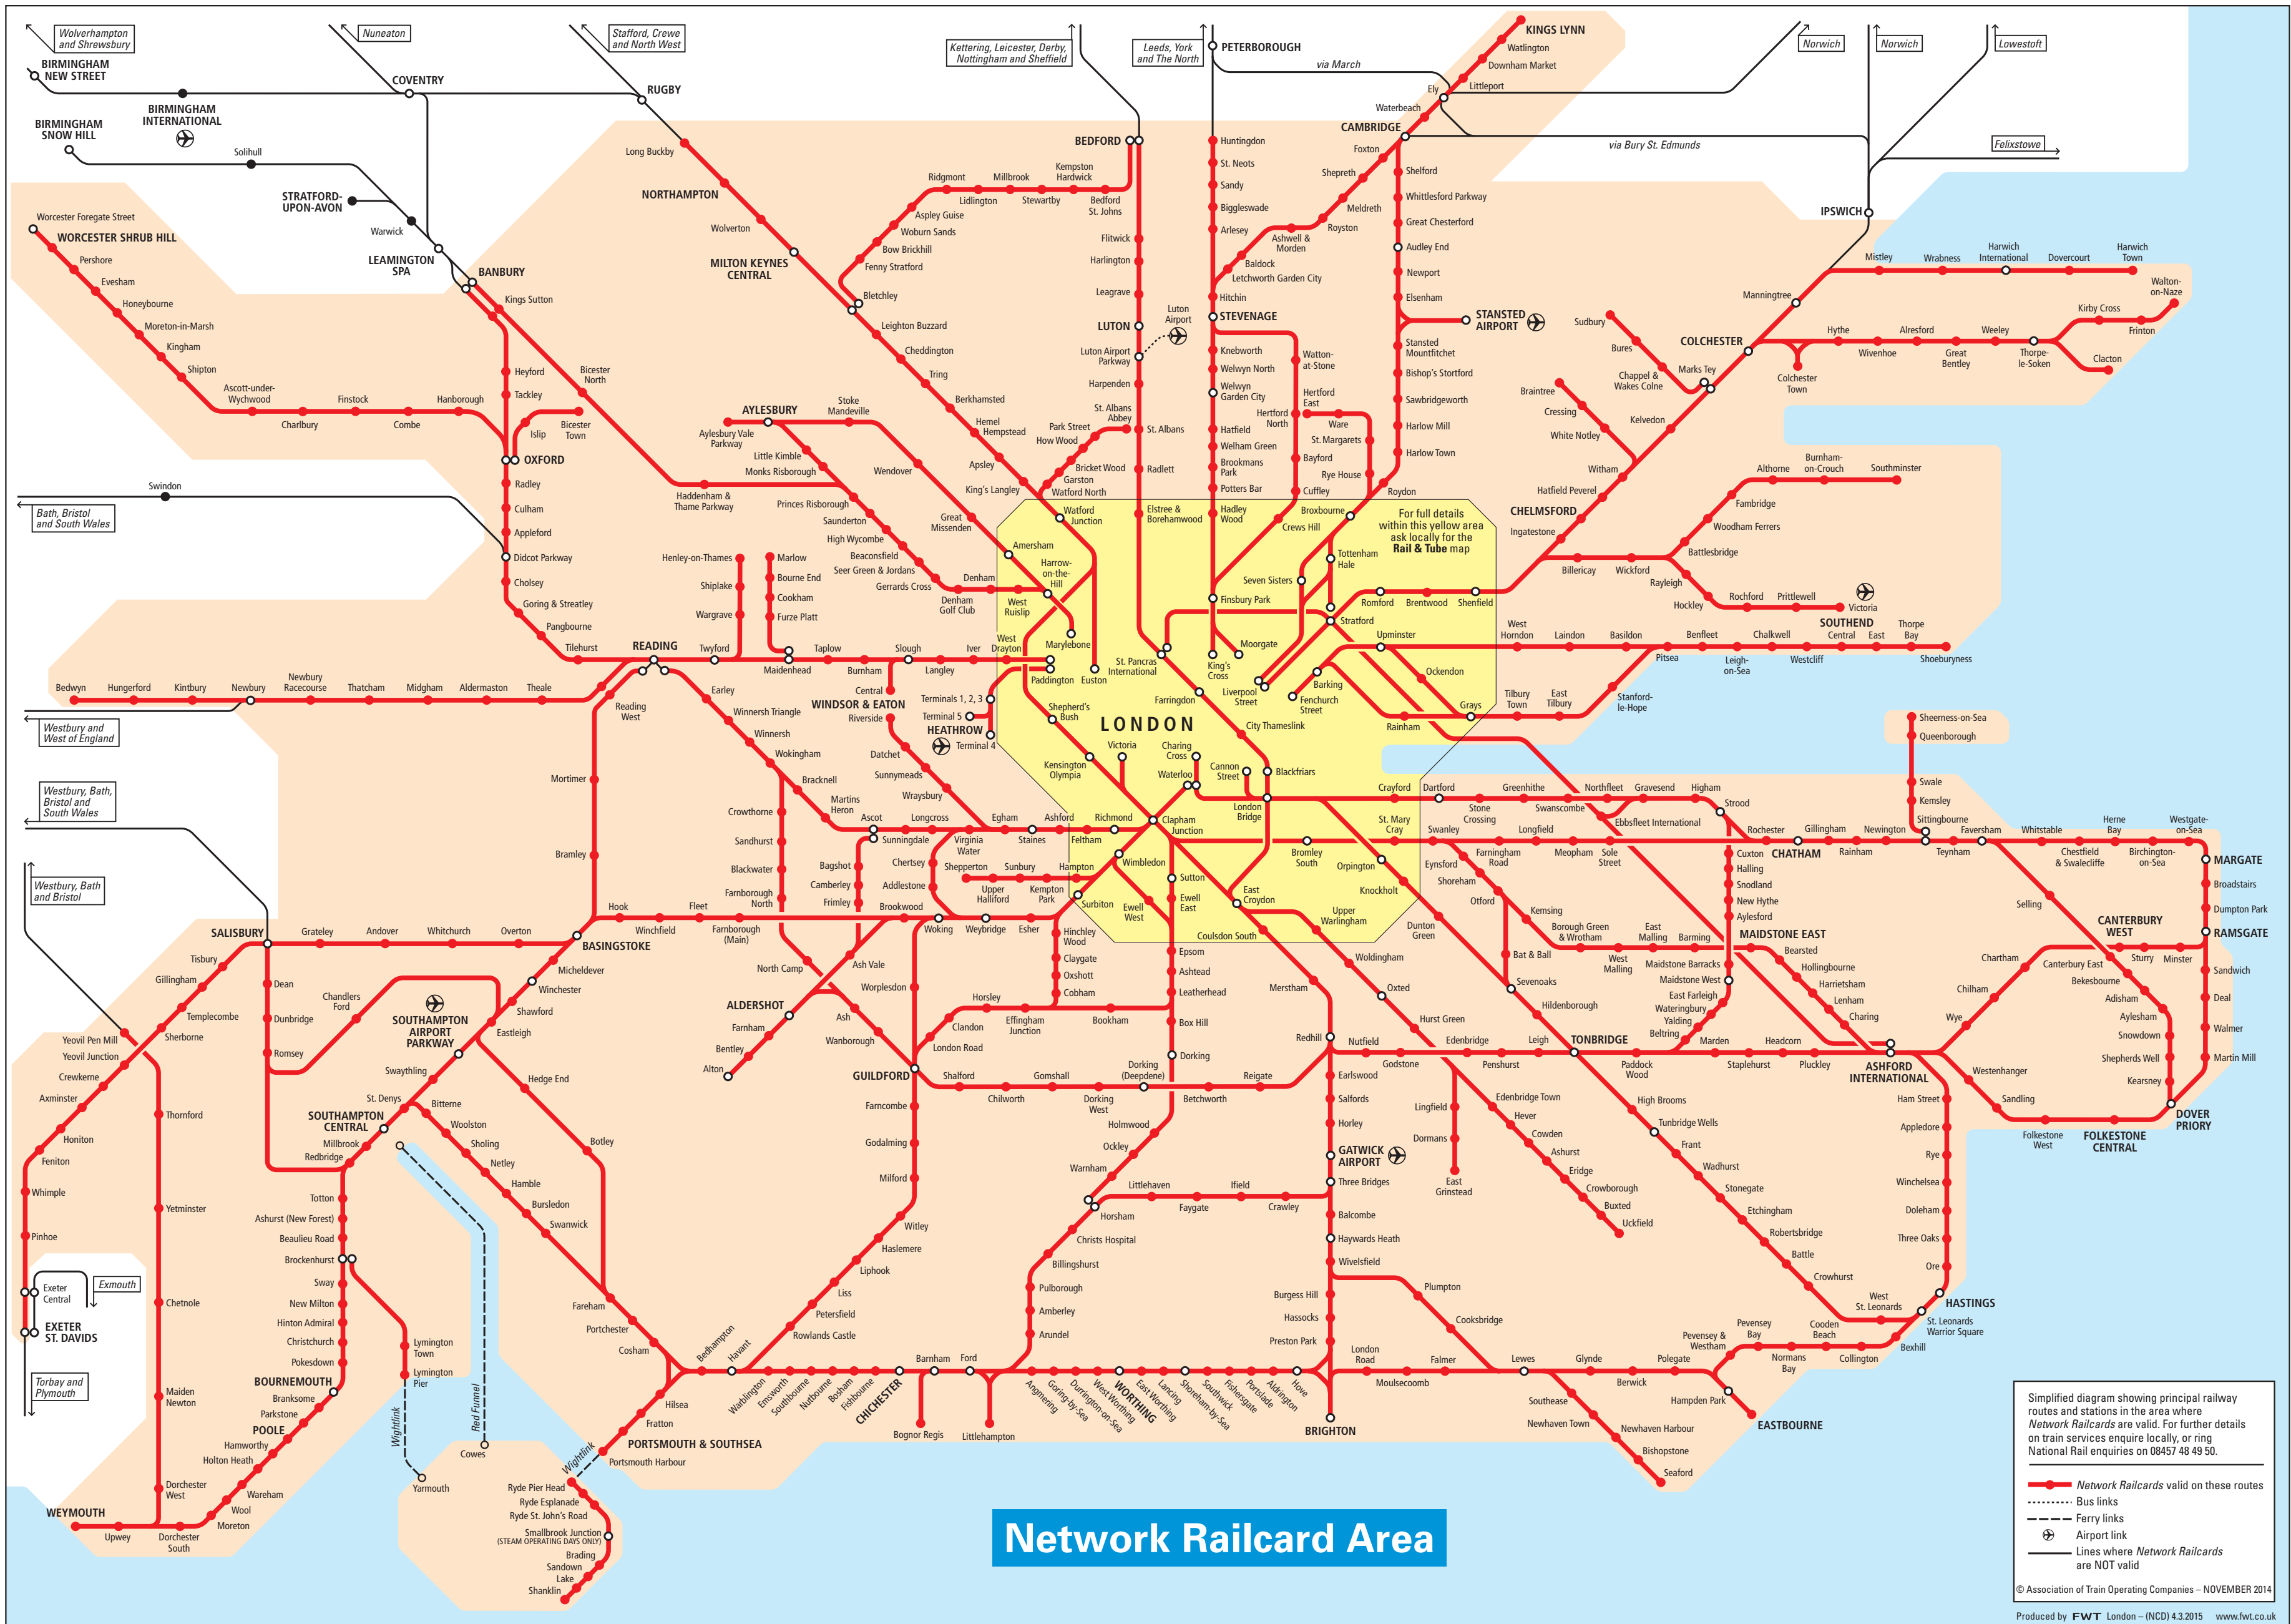 Wolverhampton
and Shrewsbury
Nuneaton
Stafford, Crewe
and North West
Kettering, Leicester, Derby,
Nottingham and Sheffield
Leeds, York
and The North
PETERBOROUGH
via March
KINGS LYNN
Watlington
Downham Market
Littleport
Ely
Waterbeach
CAMBRIDGE
Norwich
Norwich
Lowestoft
Felixstowe
via Bury St. Edmunds
IPSWICH
BIRMINGHAM
NEW STREET
BIRMINGHAM
INTERNATIONAL
COVENTRY
RUGBY
BIRMINGHAM
SNOW HILL
Solihull
STRATFORD-
UPON-AVON
Warwick
LEAMINGTON
SPA
BANBURY
Kings Sutton
Long Buckby
NORTHAMPTON
Wolverton
MILTON KEYNES
CENTRAL
Bletchley
Fenny Stratford
Bow Brickhill
Woburn Sands
Aspley Guise
Ridgmont
Lidlington
Millbrook
Stewartby
Kempston
Hardwick
Bedford
St. Johns
BEDFORD
Flitwick
Harlington
Leagrave
LUTON
Luton
Airport
Luton Airport
Parkway
Harpenden
St. Albans
Abbey
St. Albans
Park Street
How Wood
Bricket Wood
Garston
Watford North
Radlett
Elstree &
Borehamwood
Leighton Buzzard
Cheddington
Tring
Berkhamsted
Hemel
Hempstead
Apsley
King's Langley
Watford
Junction
Huntingdon
St. Neots
Sandy
Biggleswade
Arlesey
Hitchin
STEVENAGE
Knebworth
Welwyn North
Welwyn
Garden City
Hatfield
Welham Green
Brookmans
Park
Potters Bar
Hadley
Wood
Letchworth Garden City
Baldock
Ashwell &
Morden
Royston
Meldreth
Shepreth
Foxton
Shelford
Whittlesford Parkway
Great Chesterford
Audley End
Newport
Elsenham
STANSTED
AIRPORT
Stansted
Mountfitchet
Bishop's Stortford
Sawbridgeworth
Harlow Mill
Harlow Town
Roydon
Watton-
at-Stone
Hertford
East
Hertford
North
Ware
St. Margarets
Rye House
Bayford
Cuffley
Crews Hill
Broxbourne
For full details
within this yellow area
ask locally for the
Rail & Tube map
Worcester Foregate Street
WORCESTER SHRUB HILL
Pershore
Evesham
Honeybourne
Moreton-in-Marsh
Kingham
Shipton
Ascott-under-
Wychwood
Charlbury
Finstock
Combe
Hanborough
Heyford
Tackley
Islip
Bicester
Town
Bicester
North
OXFORD
Radley
Culham
Appleford
Didcot Parkway
Cholsey
Goring & Streatley
Pangbourne
Tilehurst
Swindon
Bath, Bristol
and South Wales
AYLESBURY
Aylesbury Vale
Parkway
Stoke
Mandeville
Little Kimble
Monks Risborough
Princes Risborough
Haddenham &
Thame Parkway
Wendover
Great
Missenden
Amersham
Saunderton
High Wycombe
Beaconsfield
Seer Green & Jordans
Gerrards Cross
Denham
Golf Club
Denham
West
Ruislip
Harrow-
on-the-
Hill
Marylebone
Henley-on-Thames
Shiplake
Wargrave
Marlow
Bourne End
Cookham
Furze Platt
READING
Twyford
Maidenhead
Taplow
Burnham
Slough
Langley
Iver
West
Drayton
Paddington
Euston
Central
WINDSOR & ETON
Riverside
Terminals 1, 2, 3
Terminal 5
HEATHROW
Terminal 4
Bedwyn
Hungerford
Kintbury
Newbury
Newbury
Racecourse
Thatcham
Midgham
Aldermaston
Theale
Reading
West
Westbury and
West of England
Westbury, Bath,
Bristol and
South Wales
Westbury, Bath
and Bristol
Earley
Winnersh Triangle
Winnersh
Wokingham
Bracknell
Martins
Heron
Ascot
Longcross
Sunningdale
Virginia
Water
Egham
Staines
Ashford
Feltham
Richmond
Clapham
Junction
Datchet
Sunnymeads
Wraysbury
Crowthorne
Sandhurst
Blackwater
Farnborough
North
North Camp
Bagshot
Camberley
Frimley
Ash Vale
Chertsey
Addlestone
Shepperton
Upper
Halliford
Sunbury
Kempton
Park
Hampton
Wimbledon
Surbiton
Mortimer
Bramley
BASINGSTOKE
Hook
Winchfield
Fleet
Farnborough
(Main)
Brookwood
Woking
Weybridge
Esher
Hinchley
Wood
Claygate
Oxshott
Cobham
LONDON
Shepherd's
Bush
Kensington
Olympia
Victoria
Charing
Cross
Waterloo
Cannon
Street
London
Bridge
Blackfriars
City Thameslink
Farringdon
St. Pancras
International
King's
Cross
Moorgate
Finsbury Park
Seven Sisters
Tottenham
Hale
Stratford
Liverpool
Street
Fenchurch
Street
Barking
Romford
Brentwood
Shenfield
Upminster
Ockendon
Rainham
Grays
West
Horndon
Laindon
Basildon
Pitsea
Benfleet
Leigh-
on-Sea
Chalkwell
Westcliff
Central
East
SOUTHEND
Victoria
Thorpe
Bay
Shoeburyness
Tilbury
Town
East
Tilbury
Stanford-
le-Hope
Mistley
Wrabness
Harwich
International
Dovercourt
Harwich
Town
Manningtree
COLCHESTER
Hythe
Wivenhoe
Alresford
Great
Bentley
Weeley
Thorpe-
le-Soken
Kirby Cross
Frinton
Walton-
on-Naze
Clacton
Colchester
Town
Sudbury
Bures
Chappel &
Wakes Colne
Marks Tey
Kelvedon
Braintree
Cressing
White Notley
Witham
Hatfield Peverel
CHELMSFORD
Ingatestone
Billericay
Wickford
Battlesbridge
Woodham Ferrers
Fambridge
Althorne
Burnham-
on-Crouch
Southminster
Rayleigh
Hockley
Rochford
Prittlewell
Sheerness-on-Sea
Queenborough
Swale
Kemsley
Sittingbourne
Crayford
Dartford
Stone
Crossing
Greenhithe
Swanscombe
Northfleet
Gravesend
Higham
Strood
Ebbsfleet International
St. Mary
Cray
Swanley
Farningham
Road
Longfield
Meopham
Sole
Street
Rochester
CHATHAM
Gillingham
Rainham
Newington
Teynham
Faversham
Whitstable
Chestfield
& Swalecliffe
Herne
Bay
Birchington-
on-Sea
Westgate-
on-Sea
MARGATE
Broadstairs
Dumpton Park
RAMSGATE
Sandwich
Deal
Walmer
Martin Mill
Bromley
South
Orpington
Knockholt
Dunton
Green
Eynsford
Shoreham
Otford
Bat & Ball
Sevenoaks
Hildenborough
Kemsing
Borough Green
& Wrotham
West
Malling
East
Malling
Barming
MAIDSTONE EAST
Bearsted
Hollingbourne
Harrietsham
Lenham
Charing
Cuxton
Halling
Snodland
New Hythe
Aylesford
Maidstone Barracks
Maidstone West
East Farleigh
Wateringbury
Yalding
Beltring
Selling
CANTERBURY
WEST
Canterbury East
Sturry
Minster
Bekesbourne
Adisham
Aylesham
Snowdown
Shepherds Well
Kearsney
DOVER
PRIORY
Chartham
Chilham
Wye
ASHFORD
INTERNATIONAL
Westenhanger
Sandling
Folkestone
West
FOLKESTONE
CENTRAL
TONBRIDGE
Paddock
Wood
Marden
Staplehurst
Headcorn
Pluckley
Ham Street
Appledore
Rye
Winchelsea
Doleham
Three Oaks
Ore
HASTINGS
St. Leonards
Warrior Square
West
St. Leonards
Bexhill
Collington
Cooden
Beach
Normans
Bay
Pevensey
Bay
Pevensey &
Westham
Hampden Park
EASTBOURNE
High Brooms
Tunbridge Wells
Frant
Wadhurst
Stonegate
Etchingham
Robertsbridge
Battle
Crowhurst
East
Croydon
Upper
Warlingham
Woldingham
Oxted
Hurst Green
Coulsdon South
Merstham
Redhill
Nutfield
Godstone
Edenbridge
Penshurst
Leigh
Lingfield
Dormans
East
Grinstead
Edenbridge Town
Hever
Cowden
Ashurst
Eridge
Crowborough
Buxted
Uckfield
Sutton
Ewell
East
Ewell
West
Epsom
Ashtead
Leatherhead
Box Hill
Dorking
Dorking
(Deepdene)
Dorking
West
Betchworth
Reigate
Gomshall
Chilworth
Shalford
GUILDFORD
London Road
Clandon
Horsley
Effingham
Junction
Bookham
Worplesdon
Wanborough
Ash
ALDERSHOT
Farnham
Bentley
Alton
Farncombe
Godalming
Milford
Witley
Haslemere
Liphook
Liss
Petersfield
Rowlands Castle
Holmwood
Ockley
Warnham
Horsham
Littlehaven
Faygate
Ifield
Crawley
Christs Hospital
Billingshurst
Pulborough
Amberley
Arundel
Earlswood
Salfords
Horley
GATWICK
AIRPORT
Three Bridges
Balcombe
Haywards Heath
Wivelsfield
Burgess Hill
Hassocks
Preston Park
BRIGHTON
Plumpton
Cooksbridge
London
Road
Moulsecoomb
Falmer
Lewes
Glynde
Berwick
Polegate
Southease
Newhaven Town
Newhaven Harbour
Bishopstone
Seaford
SALISBURY
Grateley
Andover
Whitchurch
Overton
Tisbury
Gillingham
Templecombe
Sherborne
Yeovil Pen Mill
Yeovil Junction
Crewkerne
Axminster
Honiton
Feniton
Whimple
Pinhoe
Exeter
Central
EXETER
ST. DAVIDS
Exmouth
Torbay and
Plymouth
Thornford
Yetminster
Chetnole
Maiden
Newton
Dorchester
West
WEYMOUTH
Upwey
Dorchester
South
Moreton
Wool
Wareham
Holton Heath
Hamworthy
POOLE
Parkstone
Branksome
BOURNEMOUTH
Pokesdown
Christchurch
Hinton Admiral
New Milton
Sway
Brockenhurst
Beaulieu Road
Ashurst (New Forest)
Totton
Lymington
Town
Lymington
Pier
Dean
Dunbridge
Romsey
Chandlers
Ford
Micheldever
Winchester
Shawford
Eastleigh
SOUTHAMPTON
AIRPORT
PARKWAY
Swaythling
St. Denys
SOUTHAMPTON
CENTRAL
Millbrook
Redbridge
Bitterne
Woolston
Sholing
Netley
Hamble
Bursledon
Swanwick
Hedge End
Botley
Fareham
Portchester
Cosham
Hilsea
Fratton
PORTSMOUTH & SOUTHSEA
Portsmouth Harbour
Bedhampton
Havant
Warblington
Emsworth
Southbourne
Nutbourne
Bosham
Fishbourne
CHICHESTER
Barnham
Bognor Regis
Ford
Littlehampton
Angmering
Goring-by-Sea
Durrington-on-Sea
West Worthing
WORTHING
East Worthing
Lancing
Shoreham-by-Sea
Southwick
Fishersgate
Portslade
Aldrington
Hove
Wightlink
Red Funnel
Wightlink
Yarmouth
Cowes
Ryde Pier Head
Ryde Esplanade
Ryde St. John's Road
Smallbrook Junction
(STEAM OPERATING DAYS ONLY)
Brading
Sandown
Lake
Shanklin
Network Railcard Area
Simplified diagram showing principal railway
routes and stations in the area where
Network Railcards are valid. For further details
on train services enquire locally, or ring
National Rail enquiries on 08457 48 49 50.
Network Railcards valid on these routes
Bus links
Ferry links
Airport link
Lines where Network Railcards
are NOT valid
© Association of Train Operating Companies – NOVEMBER 2014
Produced by FWT London – (NCD) 4.3.2015 www.fwt.co.uk